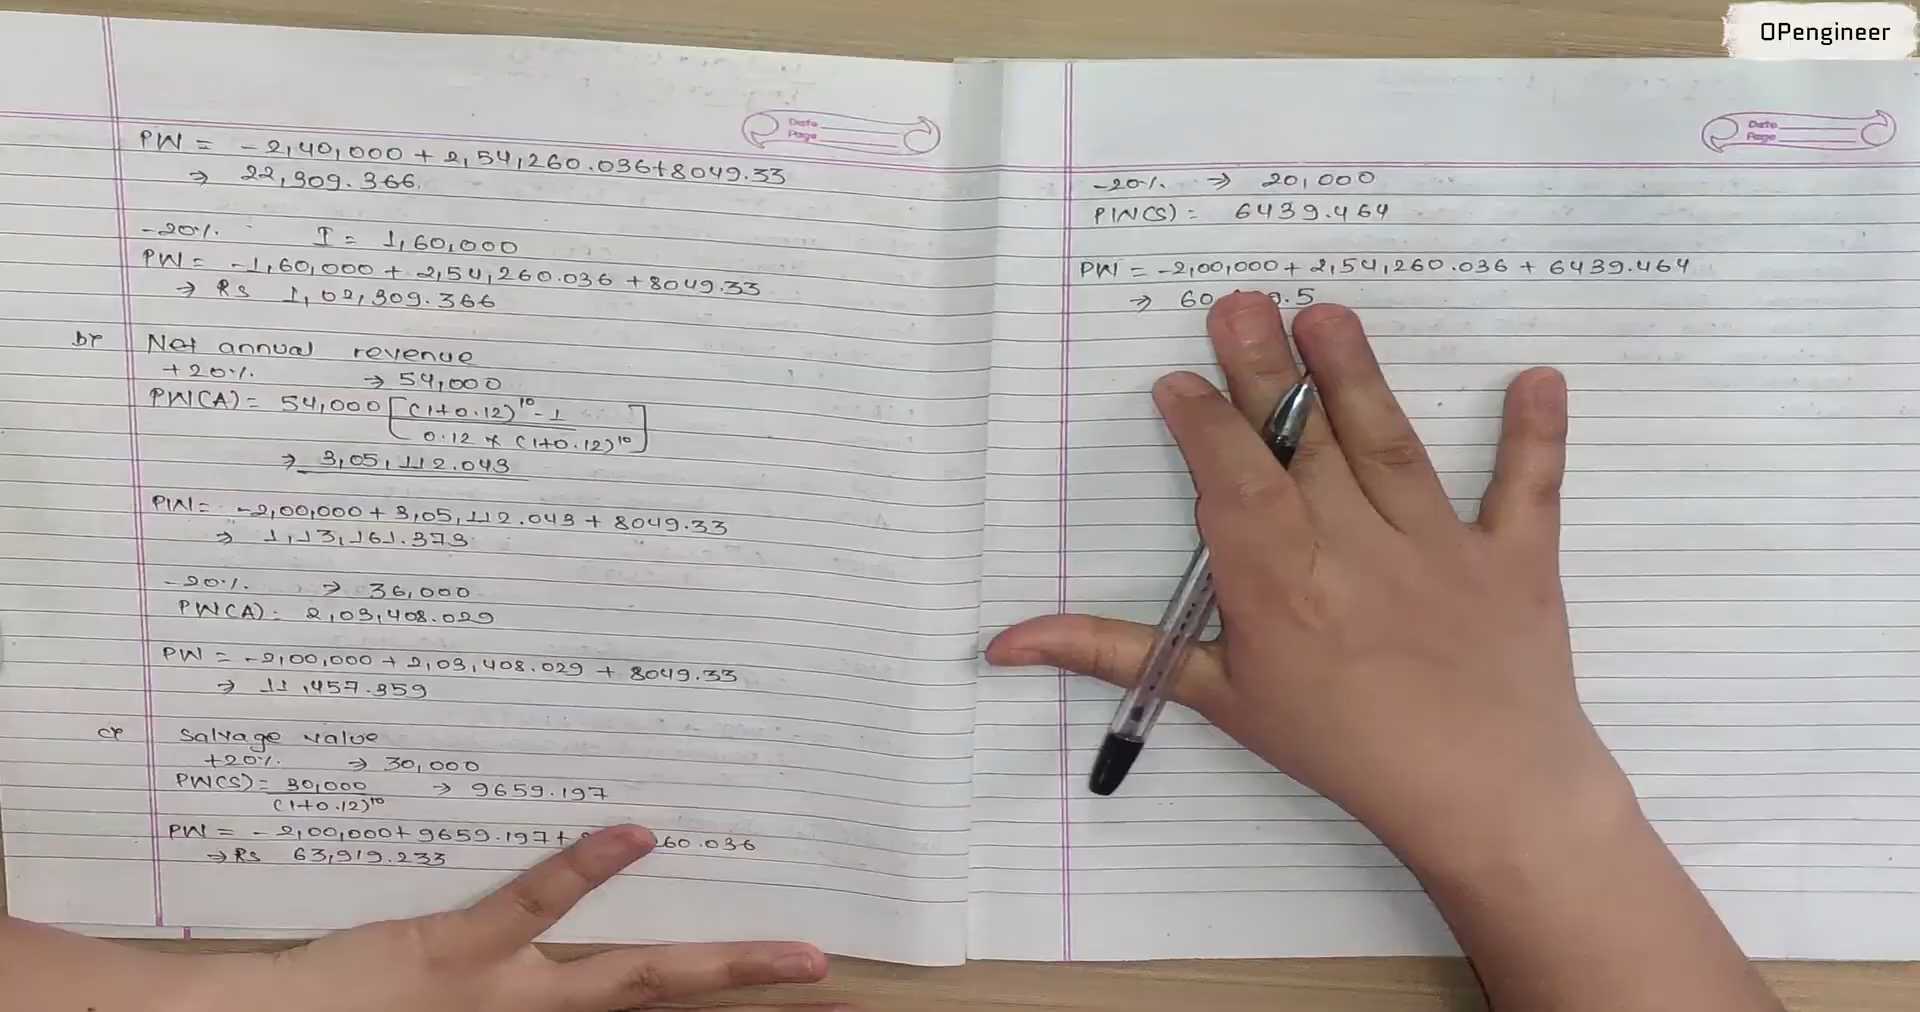 OPengineer
Date
Page
PW = -2,40,000 + 2,54,260.036+8049.33
⇒ 22,309.366
-20%. I = 1,60,000
PW = -1,60,000 + 2,54,260.036 +8049.33
⇒ Rs 1,02,309.366
b) Net annual revenue
+20%. → 54,000
PW(A) = 54,000 [(1+0.12)^10 - 1
0.12 × (1+0.12)^10]
⇒ 3,05,112.043
PW = -2,00,000 + 3,05,112.043 + 8049.33
⇒ 1,13,161.373
-20%. → 36,000
PW(A) = 2,03,408.029
PW = -2,00,000 + 2,03,408.029 + 8049.33
⇒ 11,457.359
c) Salvage value
+20%. → 30,000
PW(S) = 30,000 → 9659.197
(1+0.12)^10
PW = -2,00,000+9659.197+ 260.036
⇒ Rs 63,919.233
Date
Page
-20%. → 20,000
PW(S) = 6439.464
PW = -2,00,000 + 2,54,260.036 + 6439.464
⇒